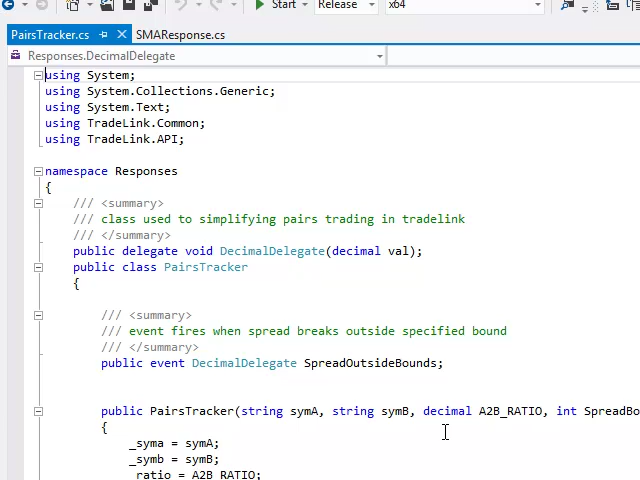 Start Release x64
PairsTracker.cs SMAResponse.cs
Responses.DecimalDelegate
using System;
using System.Collections.Generic;
using System.Text;
using TradeLink.Common;
using TradeLink.API;
namespace Responses
{
/// <summary>
/// class used to simplifying pairs trading in tradelink
/// </summary>
public delegate void DecimalDelegate(decimal val);
public class PairsTracker
{
/// <summary>
/// event fires when spread breaks outside specified bound
/// </summary>
public event DecimalDelegate SpreadOutsideBounds;
public PairsTracker(string symA, string symB, decimal A2B_RATIO, int SpreadBo
{
_syma = symA;
_symb = symB;
_ratio = A2B_RATIO;